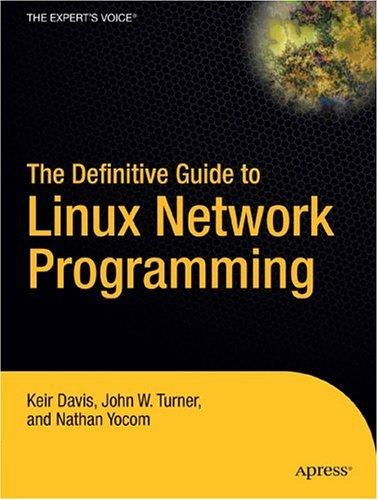 THE EXPERT'S VOICE®
The Definitive Guide to
Linux Network
Programming
Keir Davis, John W. Turner,
and Nathan Yocom
Apress®